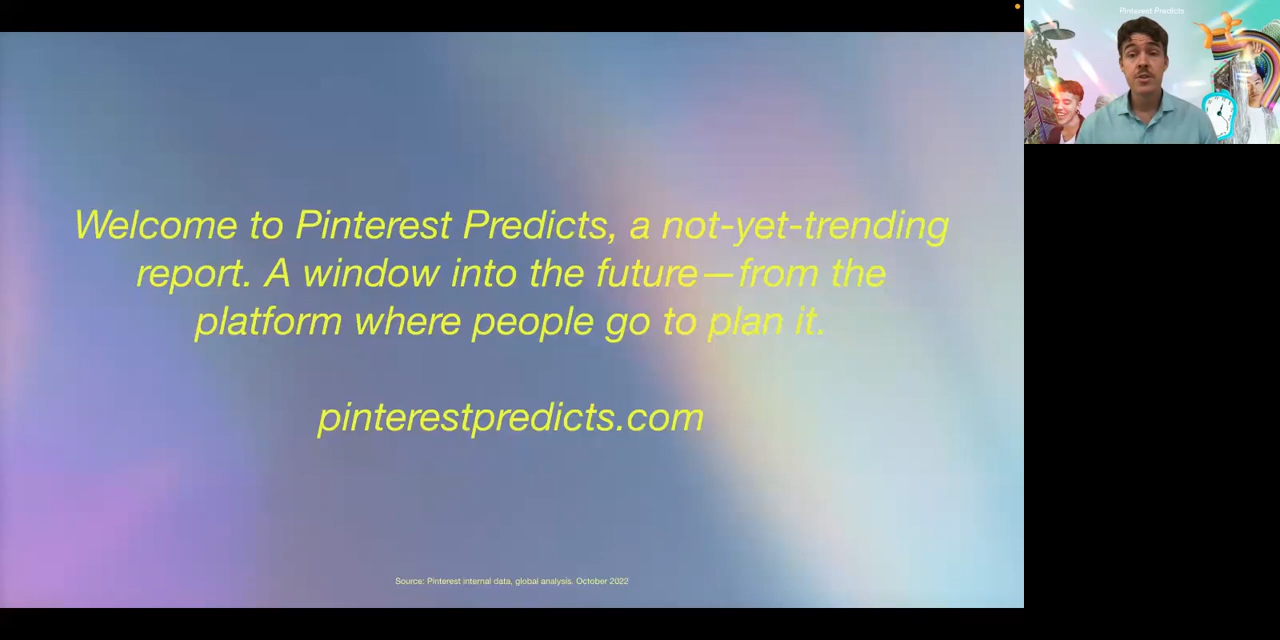 Pinterest Predicts
Welcome to Pinterest Predicts, a not-yet-trending
report. A window into the future—from the
platform where people go to plan it.
pinterestpredicts.com
Source: Pinterest internal data, global analysis. October 2022